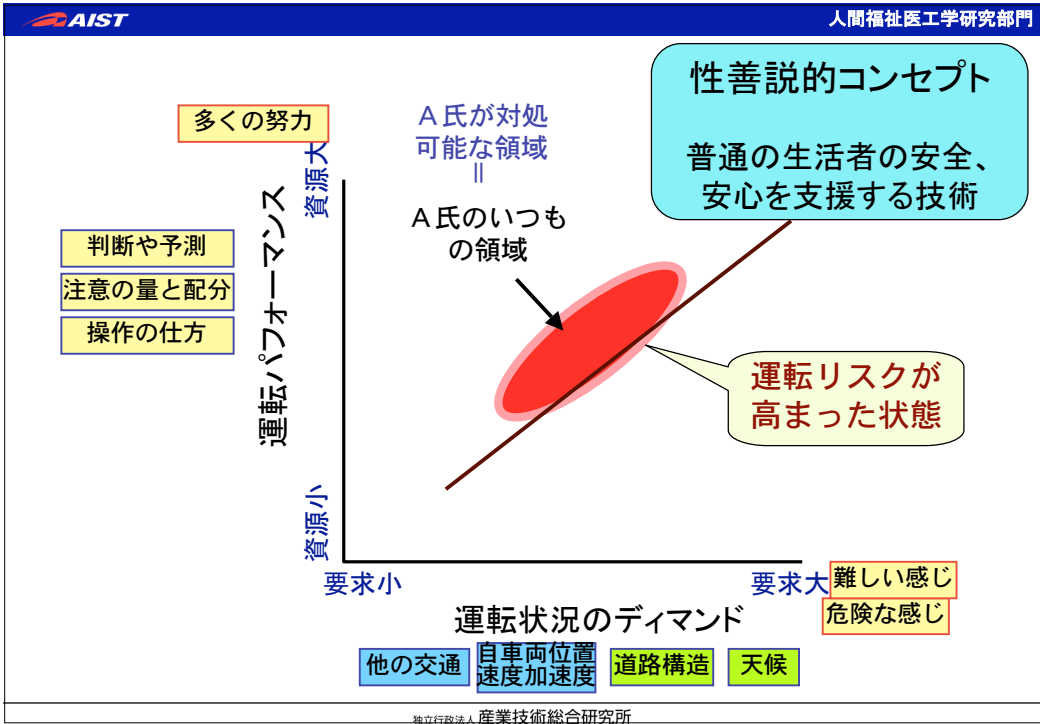 AIST
人間福祉医工学研究部門
性善説的コンセプト
普通の生活者の安全、
安心を支援する技術
多くの努力
A氏が対処
可能な領域
=
A氏のいつも
の領域
資源大
運転パフォーマンス
判断や予測
注意の量と配分
操作の仕方
運転リスクが
高まった状態
資源小
要求小
要求大
難しい感じ
危険な感じ
運転状況のディマンド
他の交通
自車両位置
速度加速度
道路構造
天候
独立行政法人 産業技術総合研究所